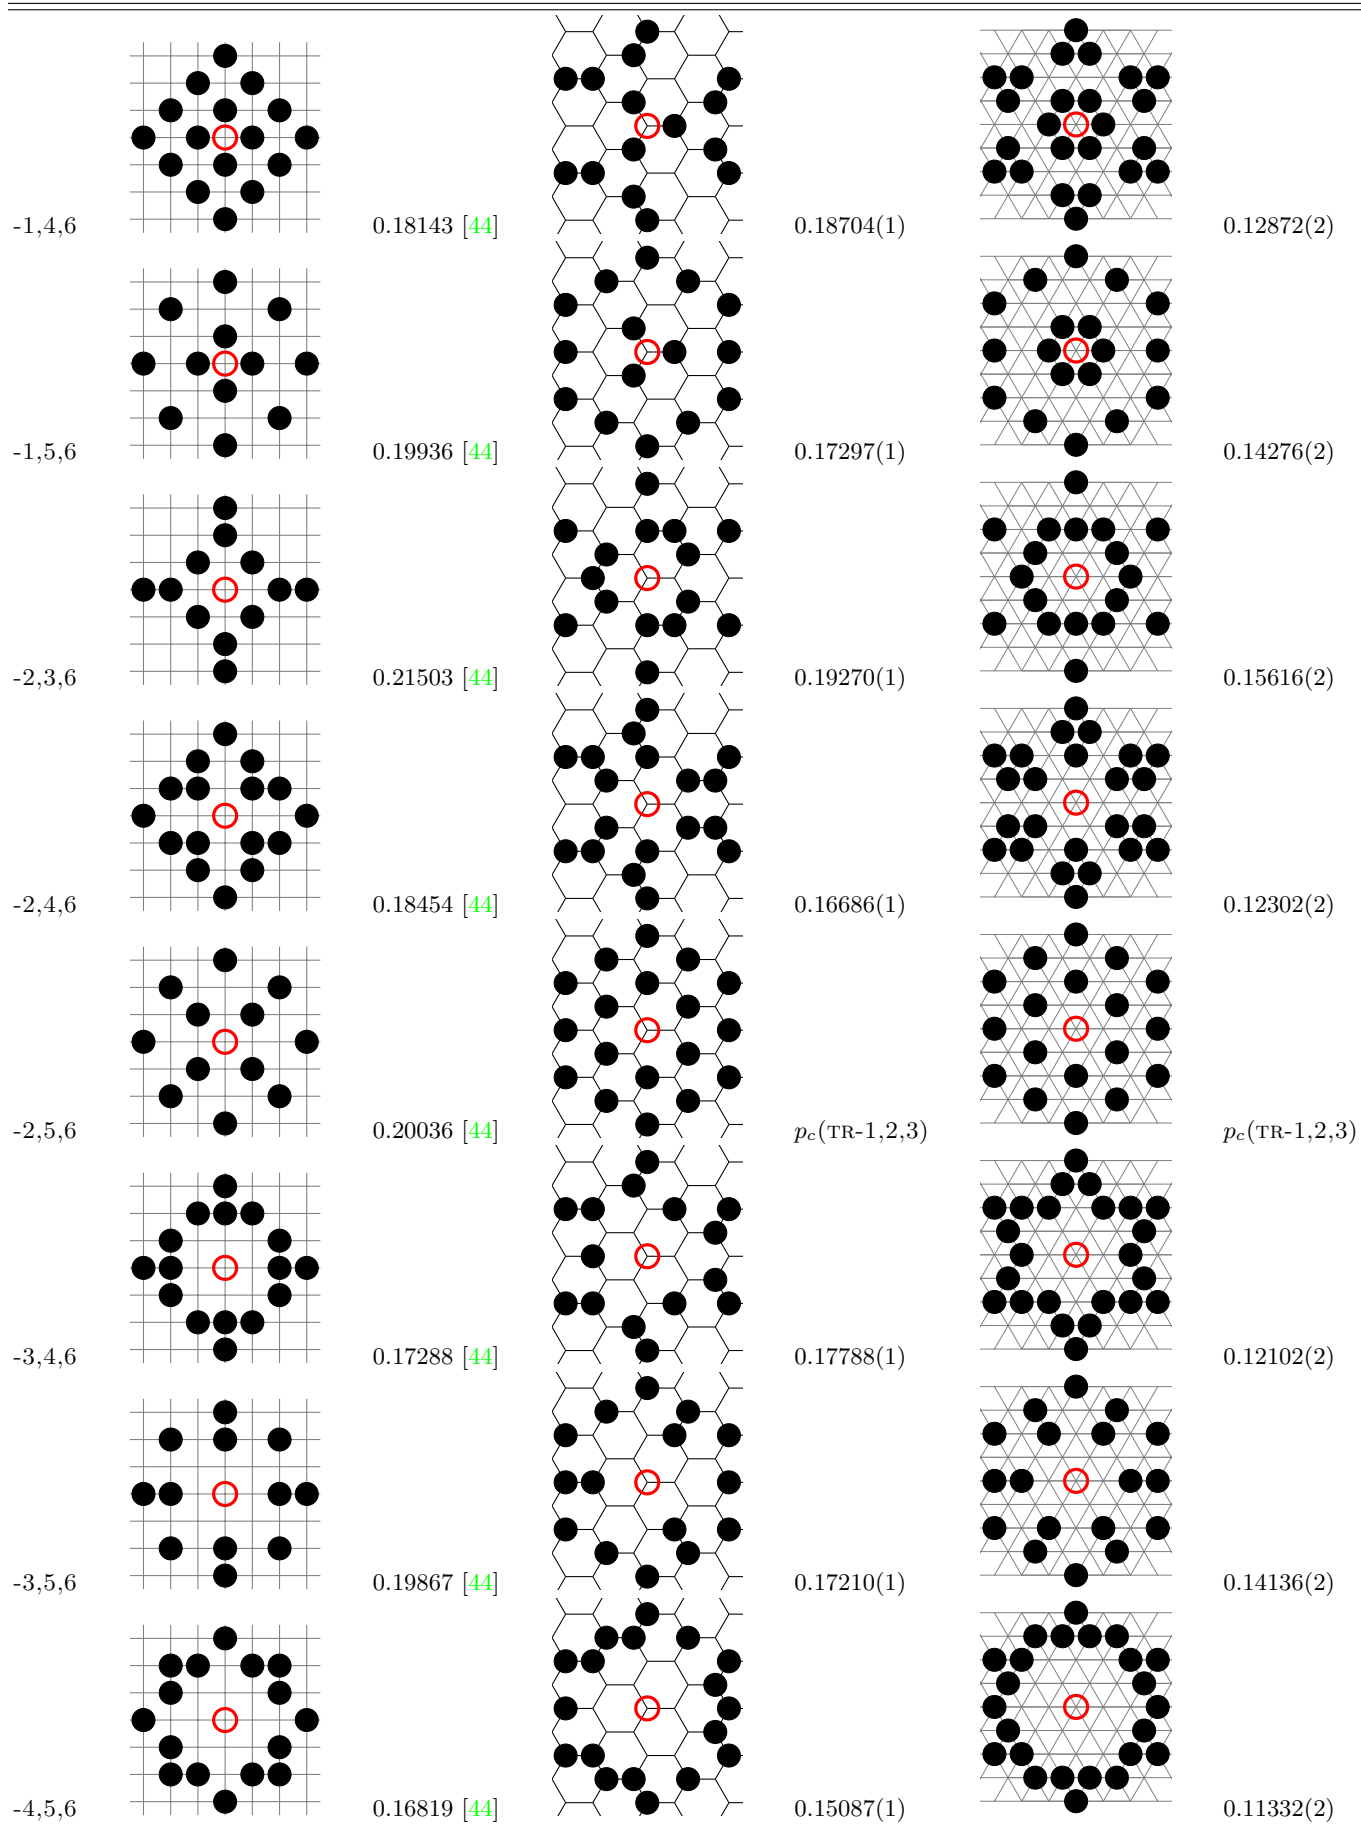 -1,4,6 0.18143 [44] 0.18704(1) 0.12872(2)
-1,5,6 0.19936 [44] 0.17297(1) 0.14276(2)
-2,3,6 0.21503 [44] 0.19270(1) 0.15616(2)
-2,4,6 0.18454 [44] 0.16686(1) 0.12302(2)
-2,5,6 0.20036 [44] p_c(TR-1,2,3) p_c(TR-1,2,3)
-3,4,6 0.17288 [44] 0.17788(1) 0.12102(2)
-3,5,6 0.19867 [44] 0.17210(1) 0.14136(2)
-4,5,6 0.16819 [44] 0.15087(1) 0.11332(2)